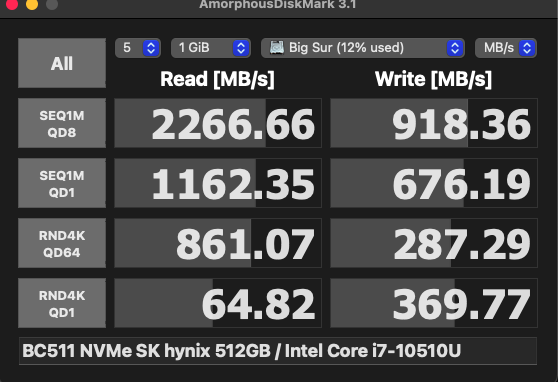 AmorphousDiskMark 3.1
All
5
1 GiB
Big Sur (12% used)
MB/s
Read [MB/s]
Write [MB/s]
SEQ1M
QD8
2266.66
918.36
SEQ1M
QD1
1162.35
676.19
RND4K
QD64
861.07
287.29
RND4K
QD1
64.82
369.77
BC511 NVMe SK hynix 512GB / Intel Core i7-10510U